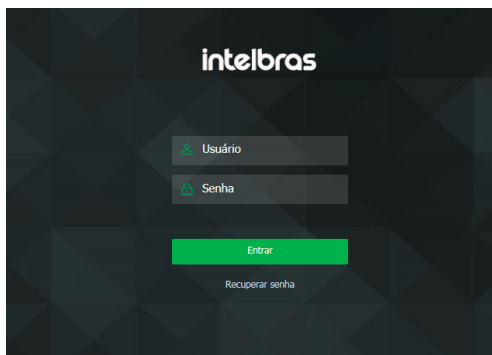 intelbras
Usuário
Senha
Entrar
Recuperar senha